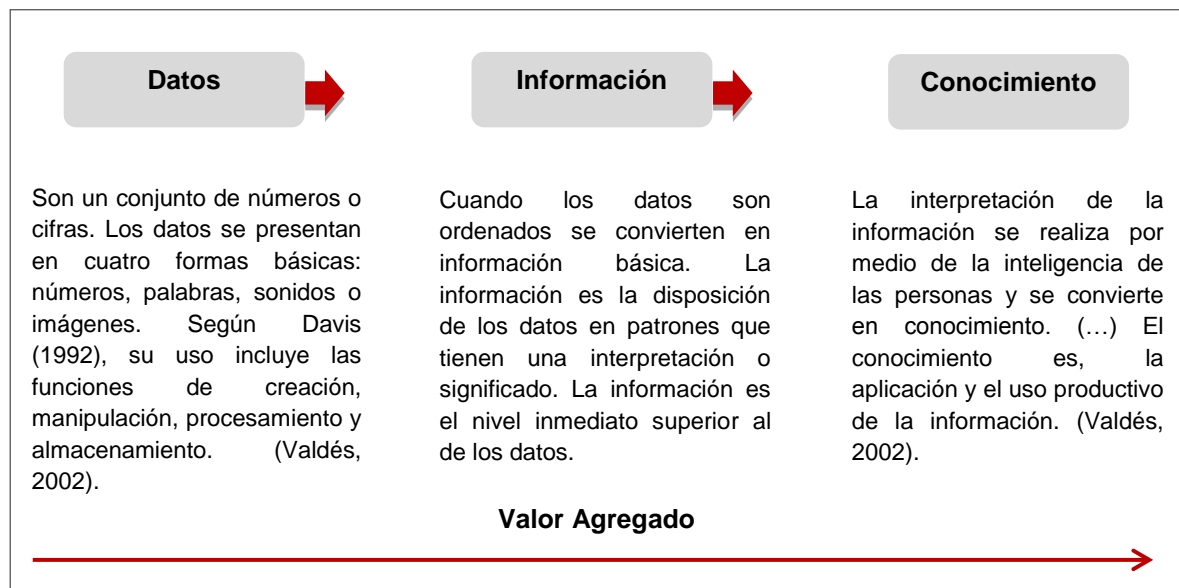 Datos
Son un conjunto de números o
cifras. Los datos se presentan
en cuatro formas básicas:
números, palabras, sonidos o
imágenes. Según Davis
(1992), su uso incluye las
funciones de creación,
manipulación, procesamiento y
almacenamiento. (Valdés,
2002).
Información
Cuando los datos son
ordenados se convierten en
información básica. La
información es la disposición
de los datos en patrones que
tienen una interpretación o
significado. La información es
el nivel inmediato superior al
de los datos.
Conocimiento
La interpretación de la
información se realiza por
medio de la inteligencia de
las personas y se convierte
en conocimiento. (…) El
conocimiento es, la
aplicación y el uso productivo
de la información. (Valdés,
2002).
Valor Agregado